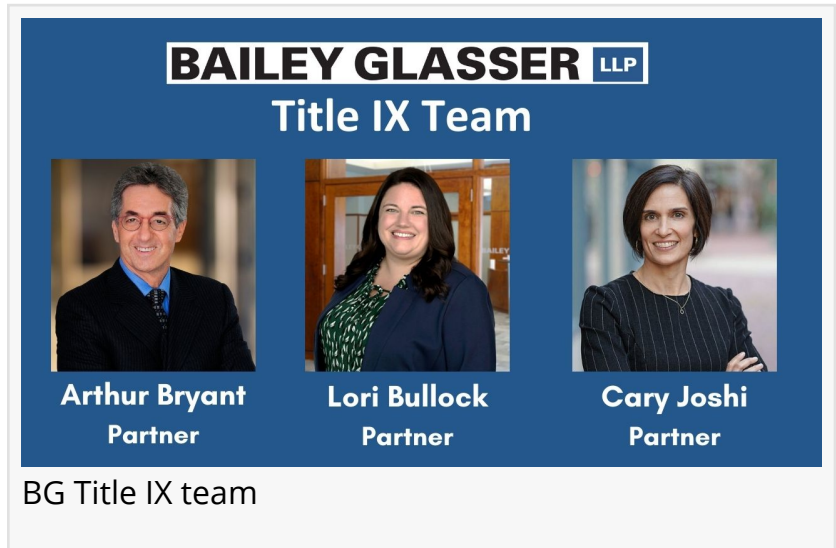 BAILEY GLASSER LLP
Title IX Team
Arthur Bryant Lori Bullock Cary Joshi
Partner Partner Partner
BG Title IX team